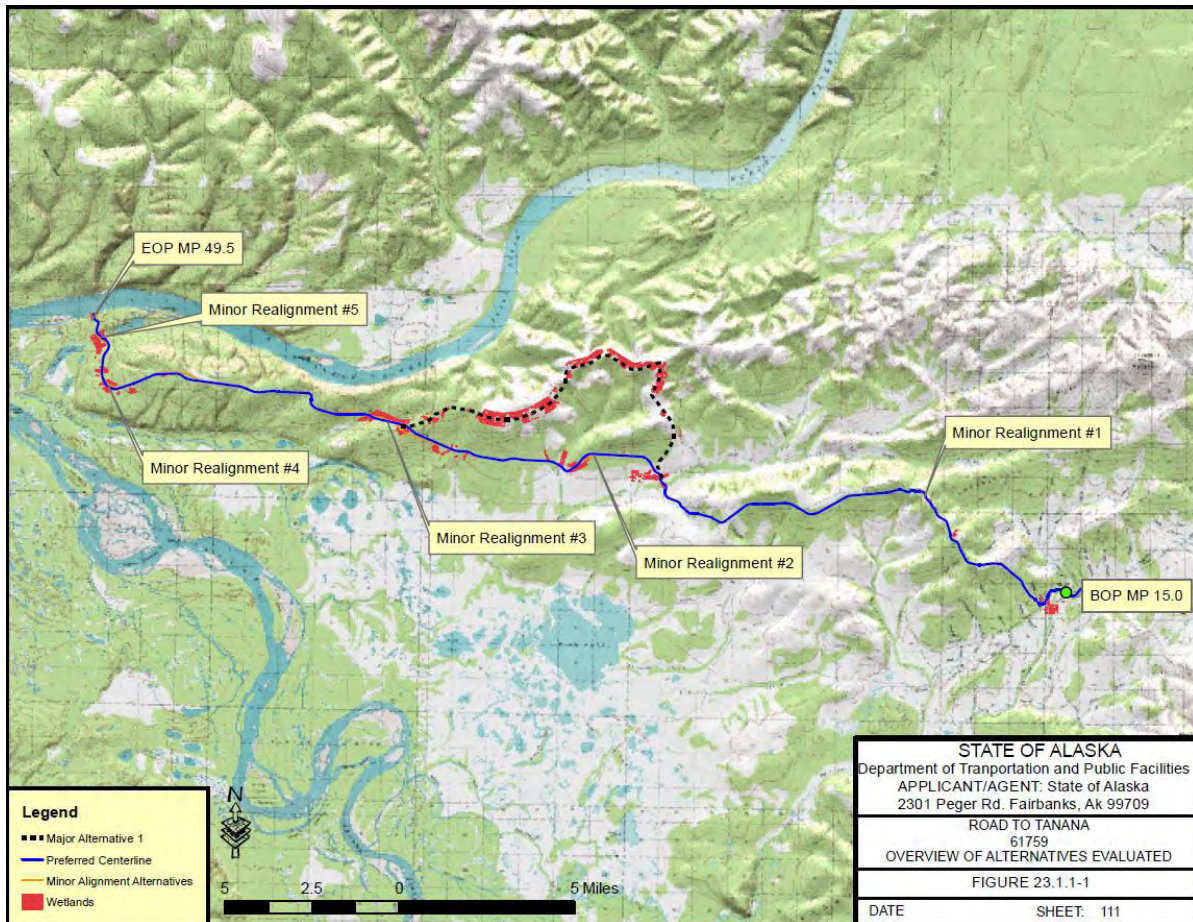 EOP MP 49.5
Minor Realignment #5
Minor Realignment #1
Minor Realignment #4
Minor Realignment #3
Minor Realignment #2
BOP MP 15.0
Legend
Major Alternative 1
Preferred Centerline
Minor Alignment Alternatives
Wetlands
N
5 2.5 0 5 Miles
STATE OF ALASKA
Department of Tranportation and Public Facilities
APPLICANT/AGENT: State of Alaska
2301 Peger Rd. Fairbanks, Ak 99709
ROAD TO TANANA
61759
OVERVIEW OF ALTERNATIVES EVALUATED
FIGURE 23.1.1-1
DATE SHEET: 111